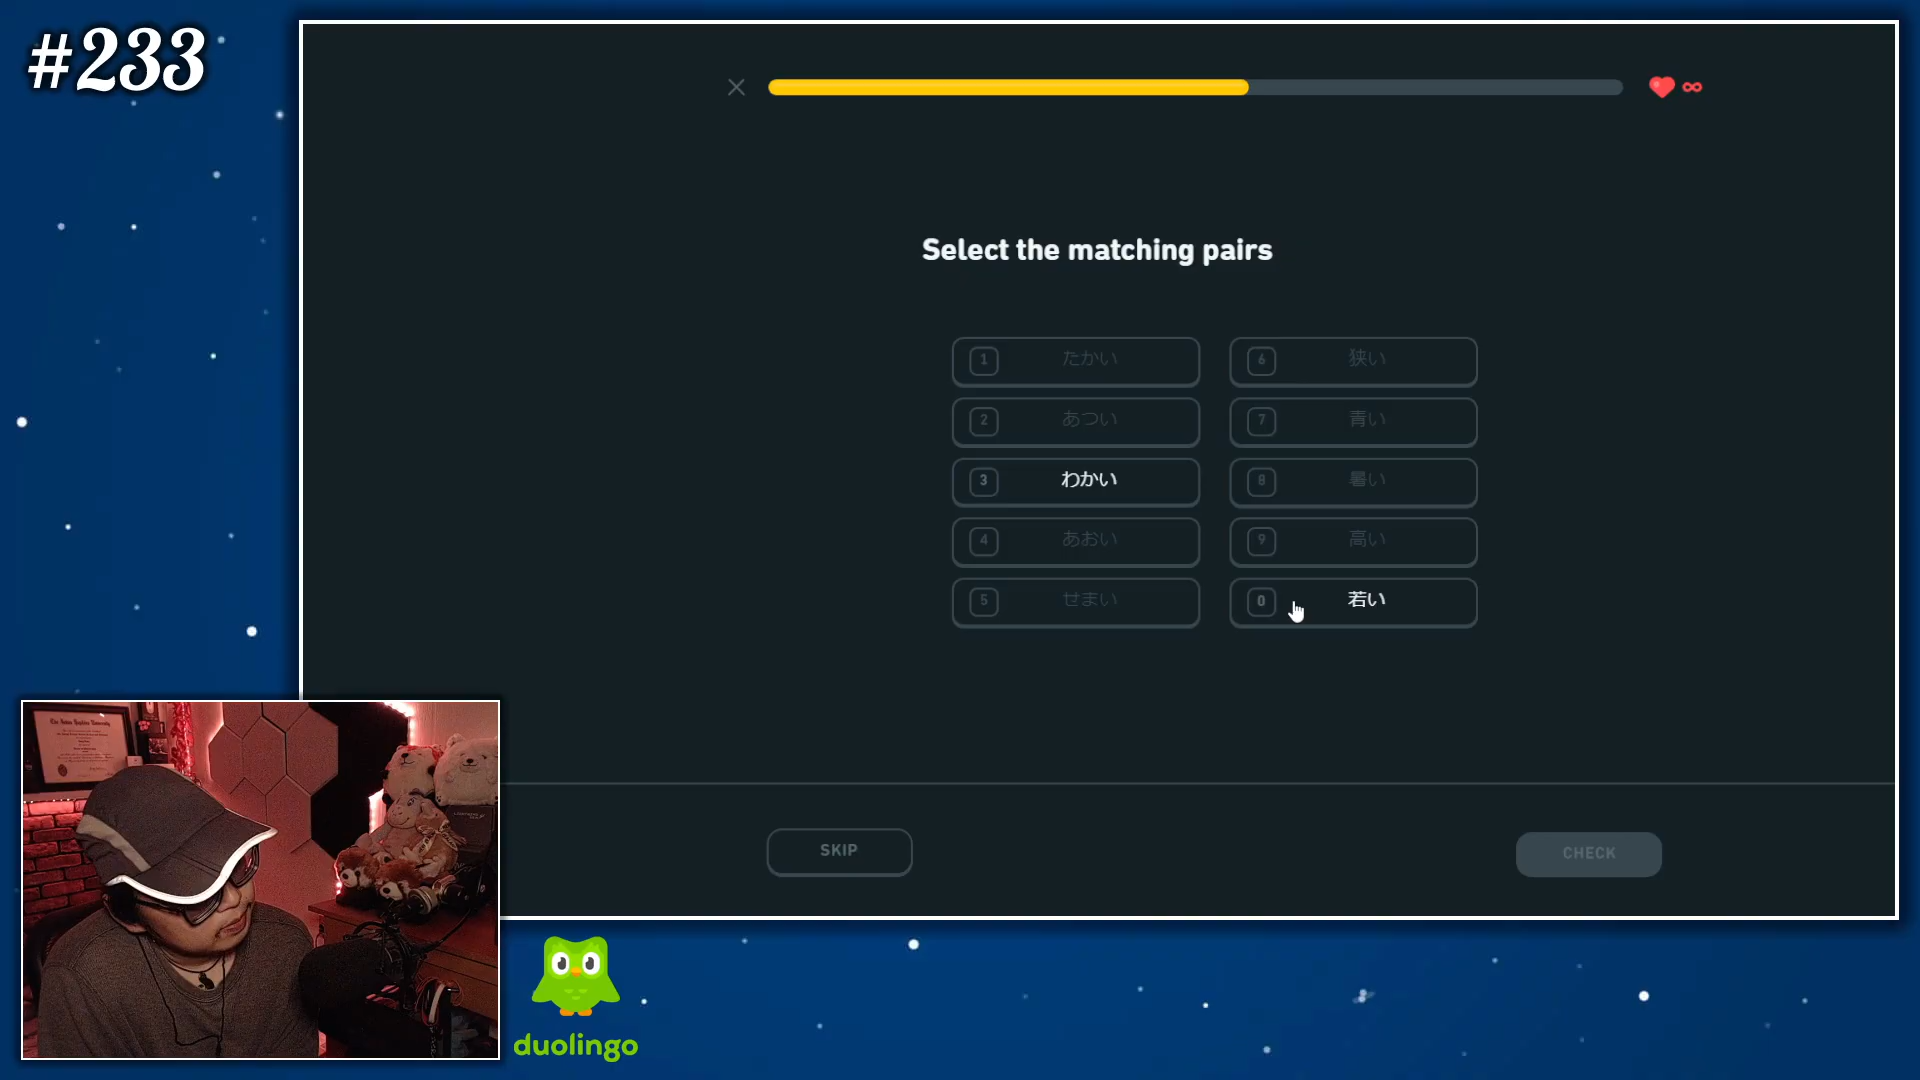 #233
∞
Select the matching pairs
1 たかい
6 狭い
2 あつい
7 青い
3 わかい
8 暑い
4 あおい
9 高い
5 せまい
0 若い
SKIP
CHECK
duolingo